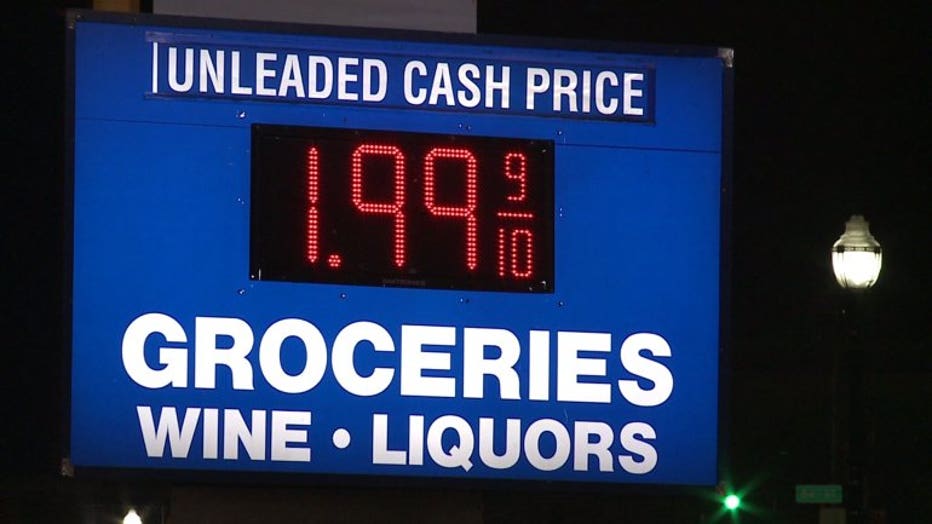 UNLEADED CASH PRICE
1.99 9/10
GROCERIES
WINE • LIQUORS